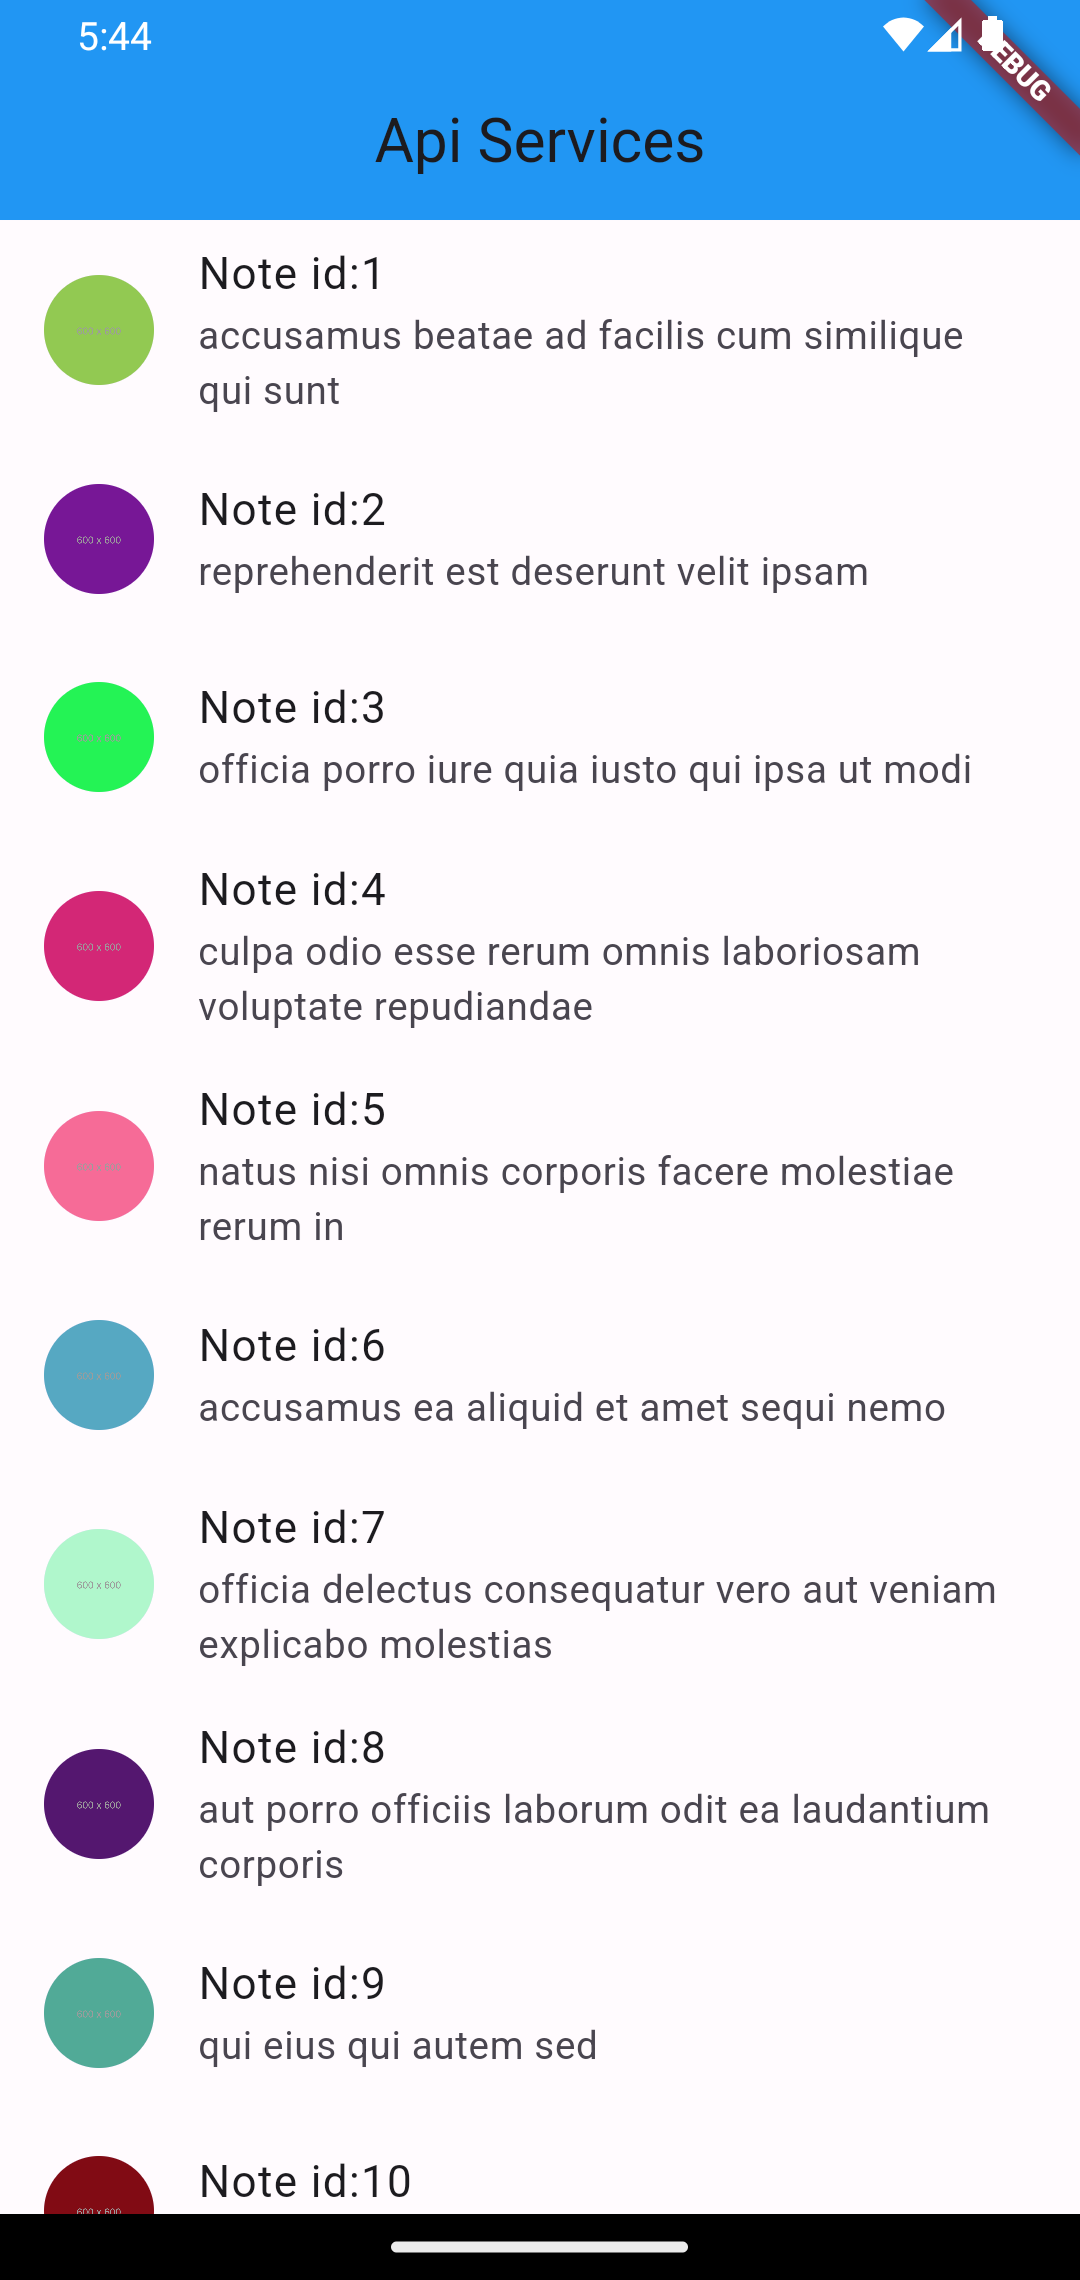 5:44
DEBUG
Api Services
Note id:1
600 x 600
accusamus beatae ad facilis cum similique
qui sunt
Note id:2
600 x 600
reprehenderit est deserunt velit ipsam
Note id:3
officia porro iure quia iusto qui ipsa ut modi
Note id:4
600 x 600
culpa odio esse rerum omnis laboriosam
voluptate repudiandae
Note id:5
natus nisi omnis corporis facere molestiae
rerum in
Note id:6
600 x 600
accusamus ea aliquid et amet sequi nemo
Note id:7
600 x 600
officia delectus consequatur vero aut veniam
explicabo molestias
Note id:8
600 x 600
aut porro officiis laborum odit ea laudantium
corporis
Note id:9
600 x 600
qui eius qui autem sed
Note id:10
600 x 600